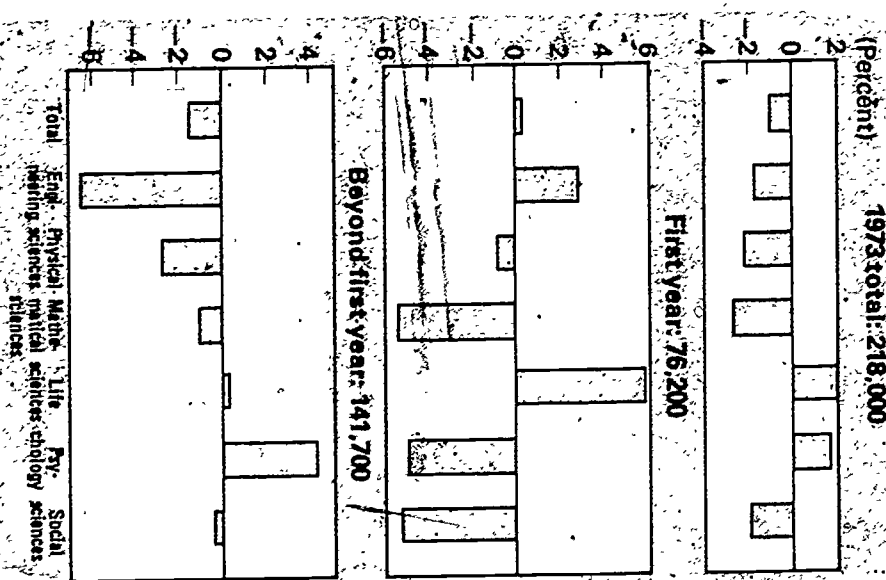 (Percent)
1973 total: 218,000
2
0
−2
−4
First year: 76,200
6
4
2
0
−2
−4
−6
Beyond first year: 141,700
4
2
0
−2
−6
Total Engi- Physical Mathe- Life Psy- Social
neering sciences matical sciences chology sciences
sciences